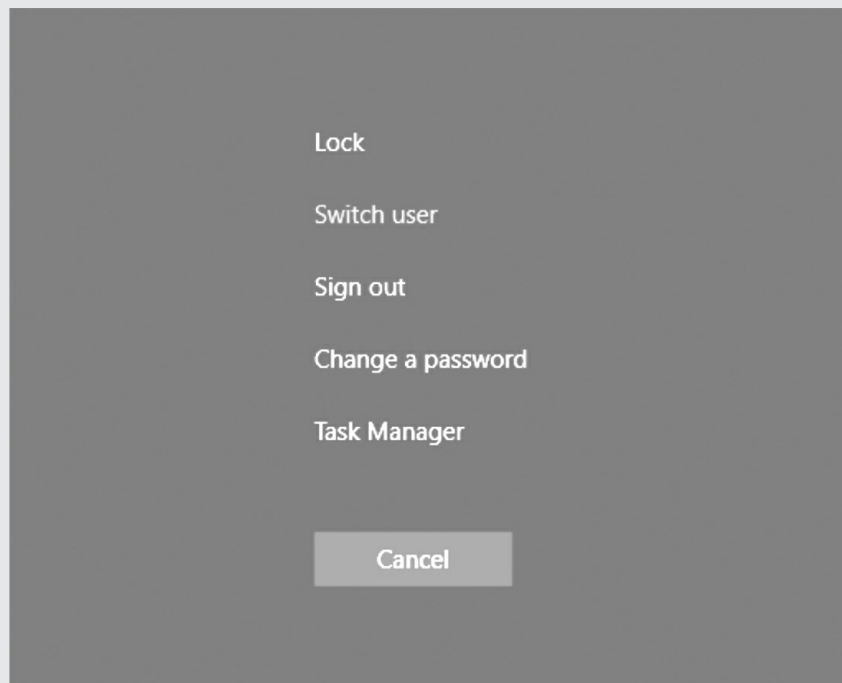 Lock
Switch user
Sign out
Change a password
Task Manager
Cancel